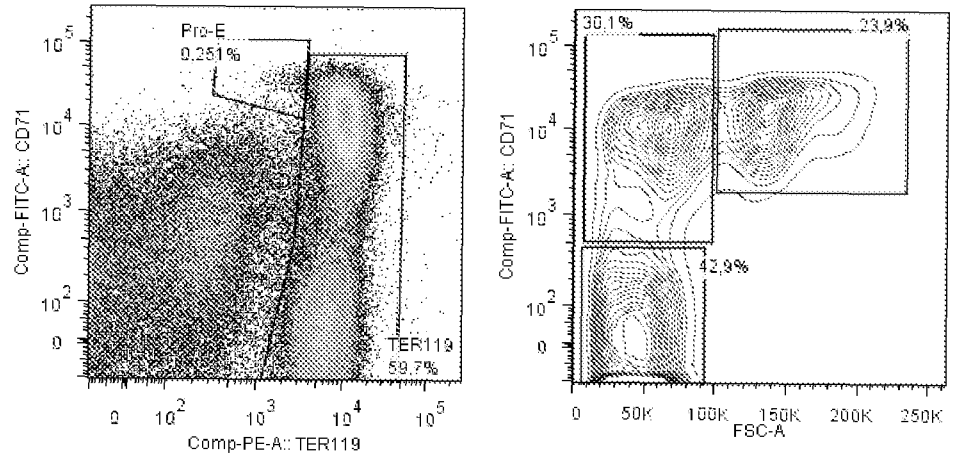 Pro-E
0,251%
10^5
10^4
10^3
10^2
0
Comp-FITC-A:: CD71
TER119
59,7%
0 10^2 10^3 10^4 10^5
Comp-PE-A:: TER119
30,1%
23,9%
10^5
10^4
10^3
10^2
0
Comp-FITC-A:: CD71
42,9%
0 50K 100K 150K 200K 250K
FSC-A